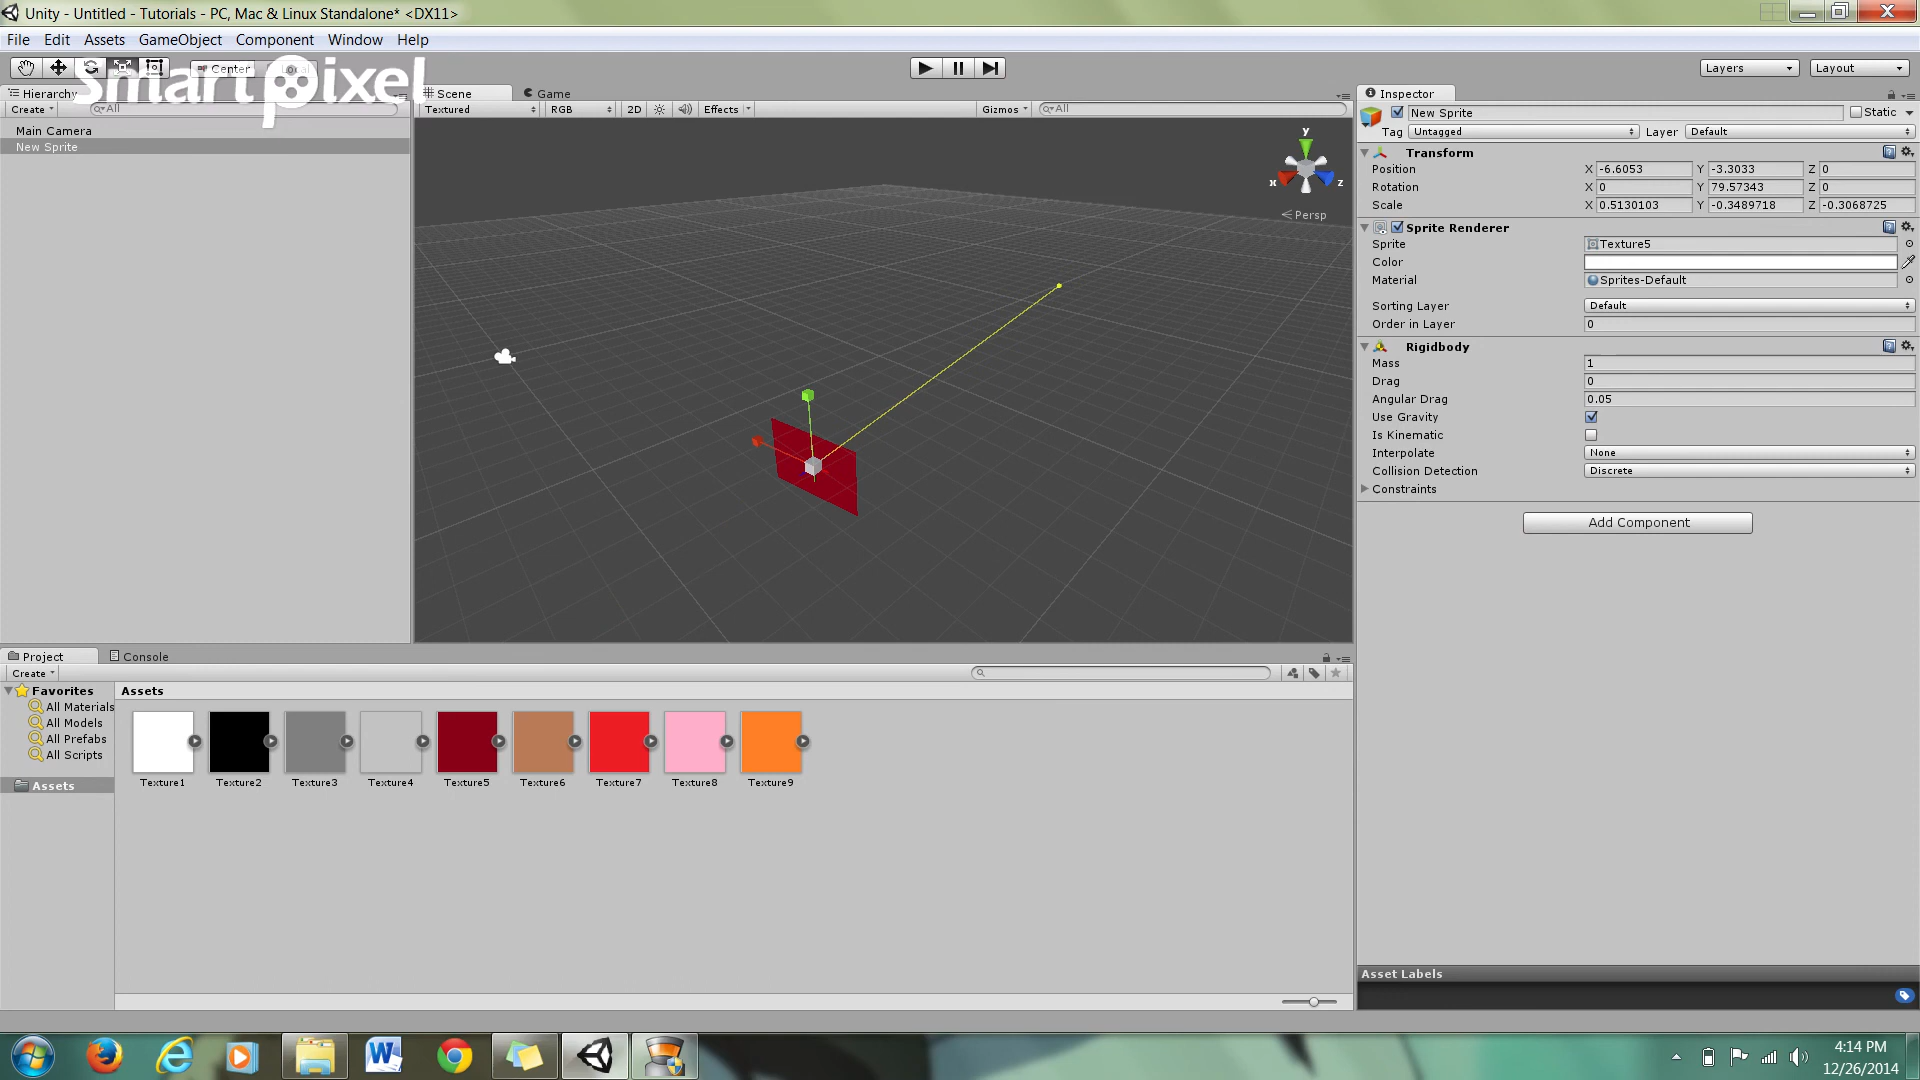 Unity - Untitled - Tutorials - PC, Mac & Linux Standalone* <DX11>
File Edit Assets GameObject Component Window Help
Center Local Layers Layout
smartpixel
Hierarchy Scene Game Inspector
Create All Textured RGB 2D Effects Gizmos All
New Sprite Static
Main Camera
New Sprite
Tag Untagged Layer Default
y
x z
Persp
Transform
Position X -6.6053 Y -3.3033 Z 0
Rotation X 0 Y 79.57343 Z 0
Scale X 0.5130103 Y -0.3489718 Z -0.3068725
Sprite Renderer
Sprite Texture5
Color
Material Sprites-Default
Sorting Layer Default
Order in Layer 0
Rigidbody
Mass 1
Drag 0
Angular Drag 0.05
Use Gravity
Is Kinematic
Interpolate None
Collision Detection Discrete
Constraints
Add Component
Project Console
Create
Favorites
All Materials
All Models
All Prefabs
All Scripts
Assets
Assets
Texture1 Texture2 Texture3 Texture4 Texture5 Texture6 Texture7 Texture8 Texture9
Asset Labels
4:14 PM
12/26/2014